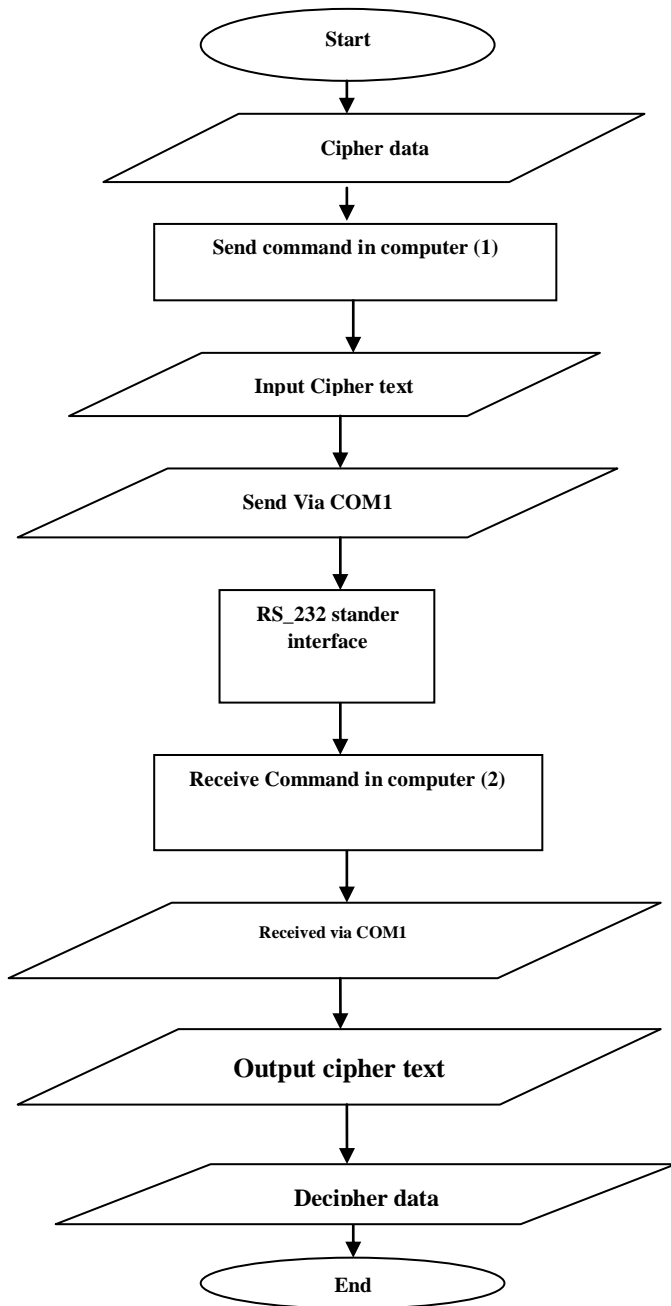 Start
Cipher data
Send command in computer (1)
Input Cipher text
Send Via COM1
RS_232 stander
interface
Receive Command in computer (2)
Received via COM1
Output cipher text
Decipher data
End